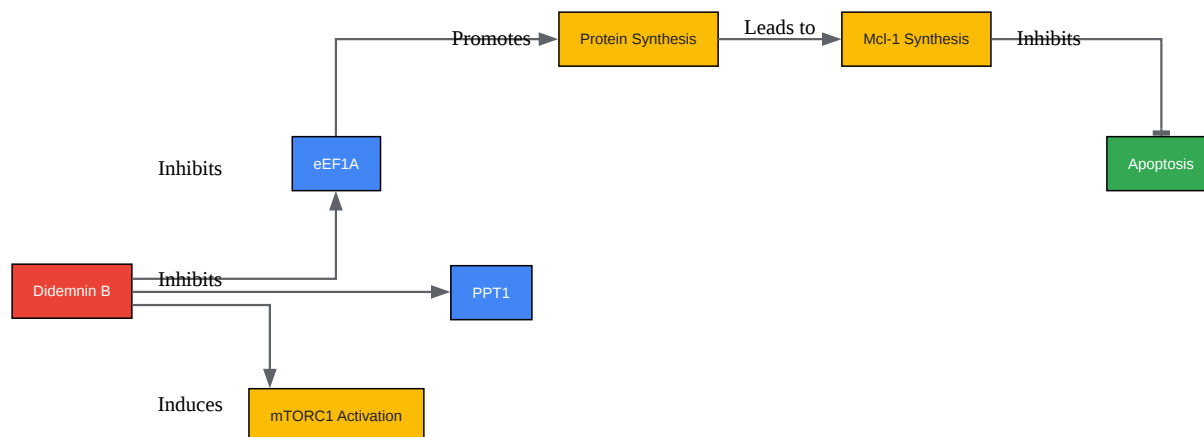 Promotes
Protein Synthesis
Leads to
Mcl-1 Synthesis
Inhibits
Inhibits
eEF1A
Apoptosis
Didemnin B
Inhibits
PPT1
Induces
mTORC1 Activation